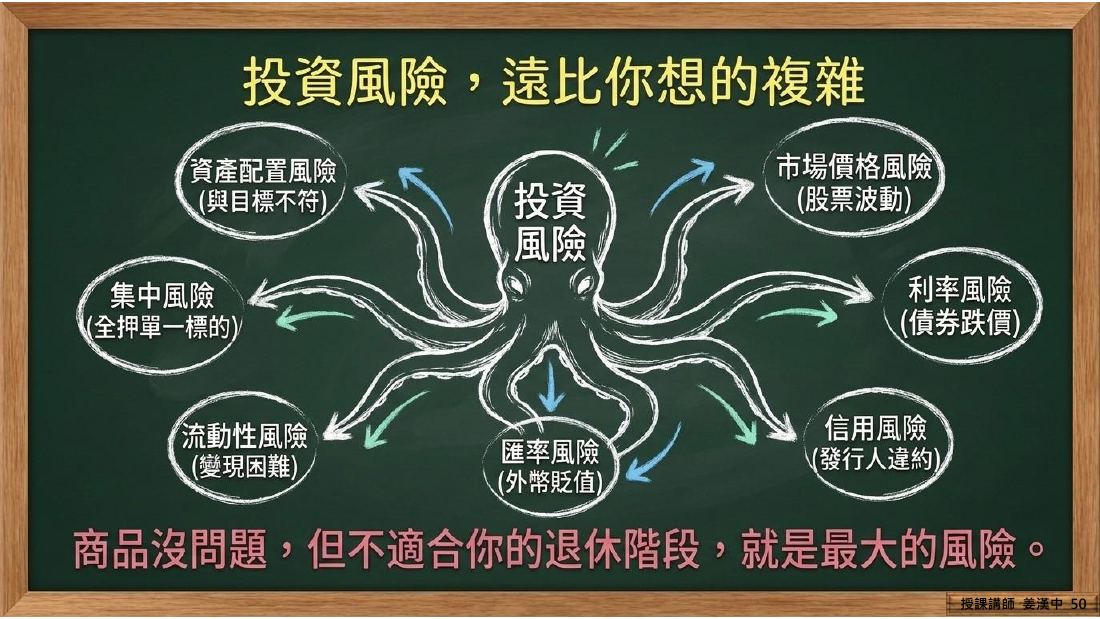 投資風險，遠比你想的複雜
資產配置風險
(與目標不符)
投資
風險
市場價格風險
(股票波動)
集中風險
(全押單一標的)
利率風險
(債券跌價)
流動性風險
(變現困難)
匯率風險
(外幣貶值)
信用風險
(發行人違約)
商品沒問題，但不適合你的退休階段，就是最大的風險。
授課講師 姜漢中 50